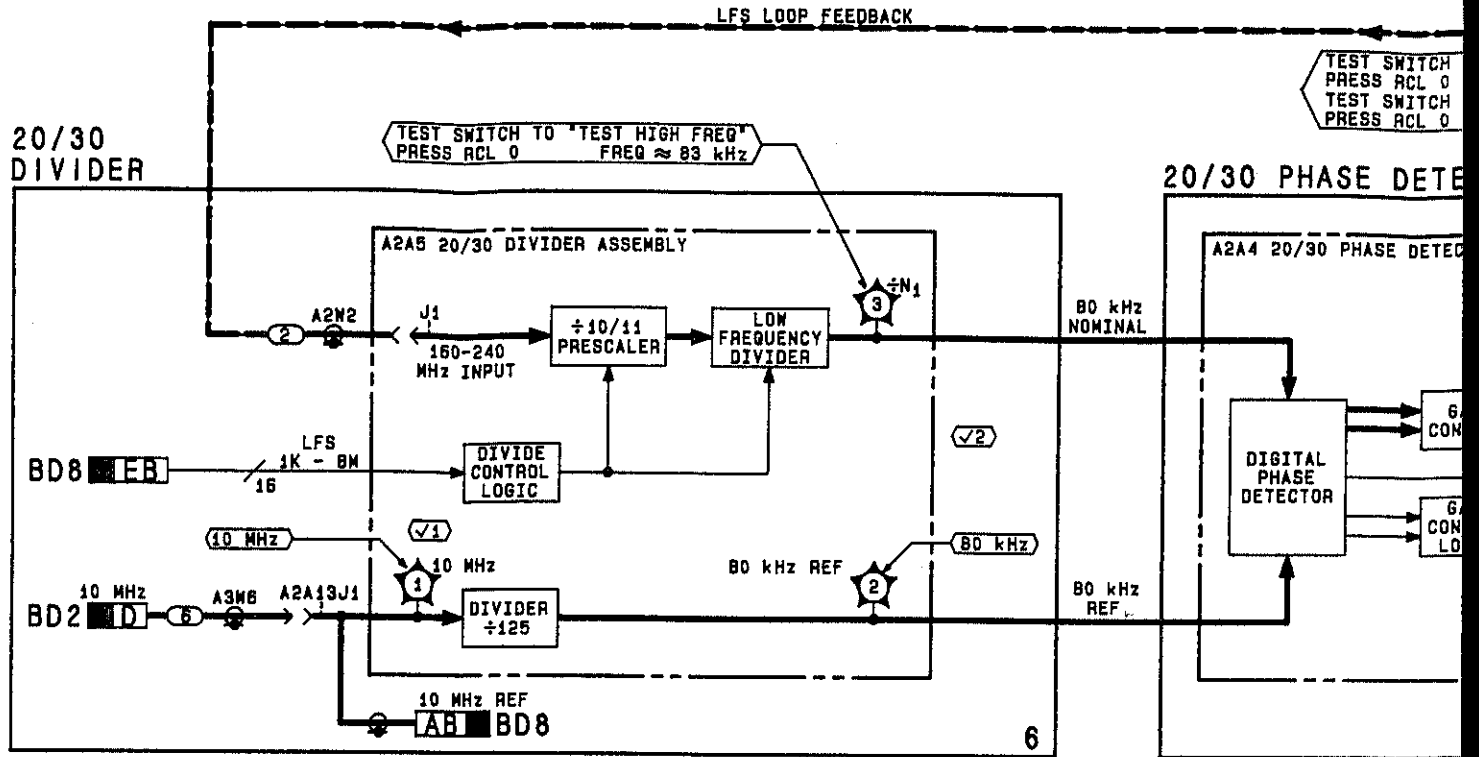 LFS LOOP FEEDBACK
TEST SWITCH
PRESS RCL 0
TEST SWITCH
PRESS RCL 0
20/30
DIVIDER
TEST SWITCH TO "TEST HIGH FREQ"
PRESS RCL 0 FREQ ≈ 83 kHz
20/30 PHASE DETE
A2A5 20/30 DIVIDER ASSEMBLY
A2A4 20/30 PHASE DETEC
3
÷N1
2
A2W2
J1
160-240
MHz INPUT
÷10/11
PRESCALER
LOW
FREQUENCY
DIVIDER
80 kHz
NOMINAL
BD8 EB
LFS
1K - 8M
16
DIVIDE
CONTROL
LOGIC
√2
DIGITAL
PHASE
DETECTOR
CON
CON
LO
10 MHz
√1
1
10 MHz
80 kHz REF
2
80 kHz
10 MHz
BD2 D
6
A3W6
A2A13J1
DIVIDER
÷125
80 kHz
REF
10 MHz REF
AB BD8
6